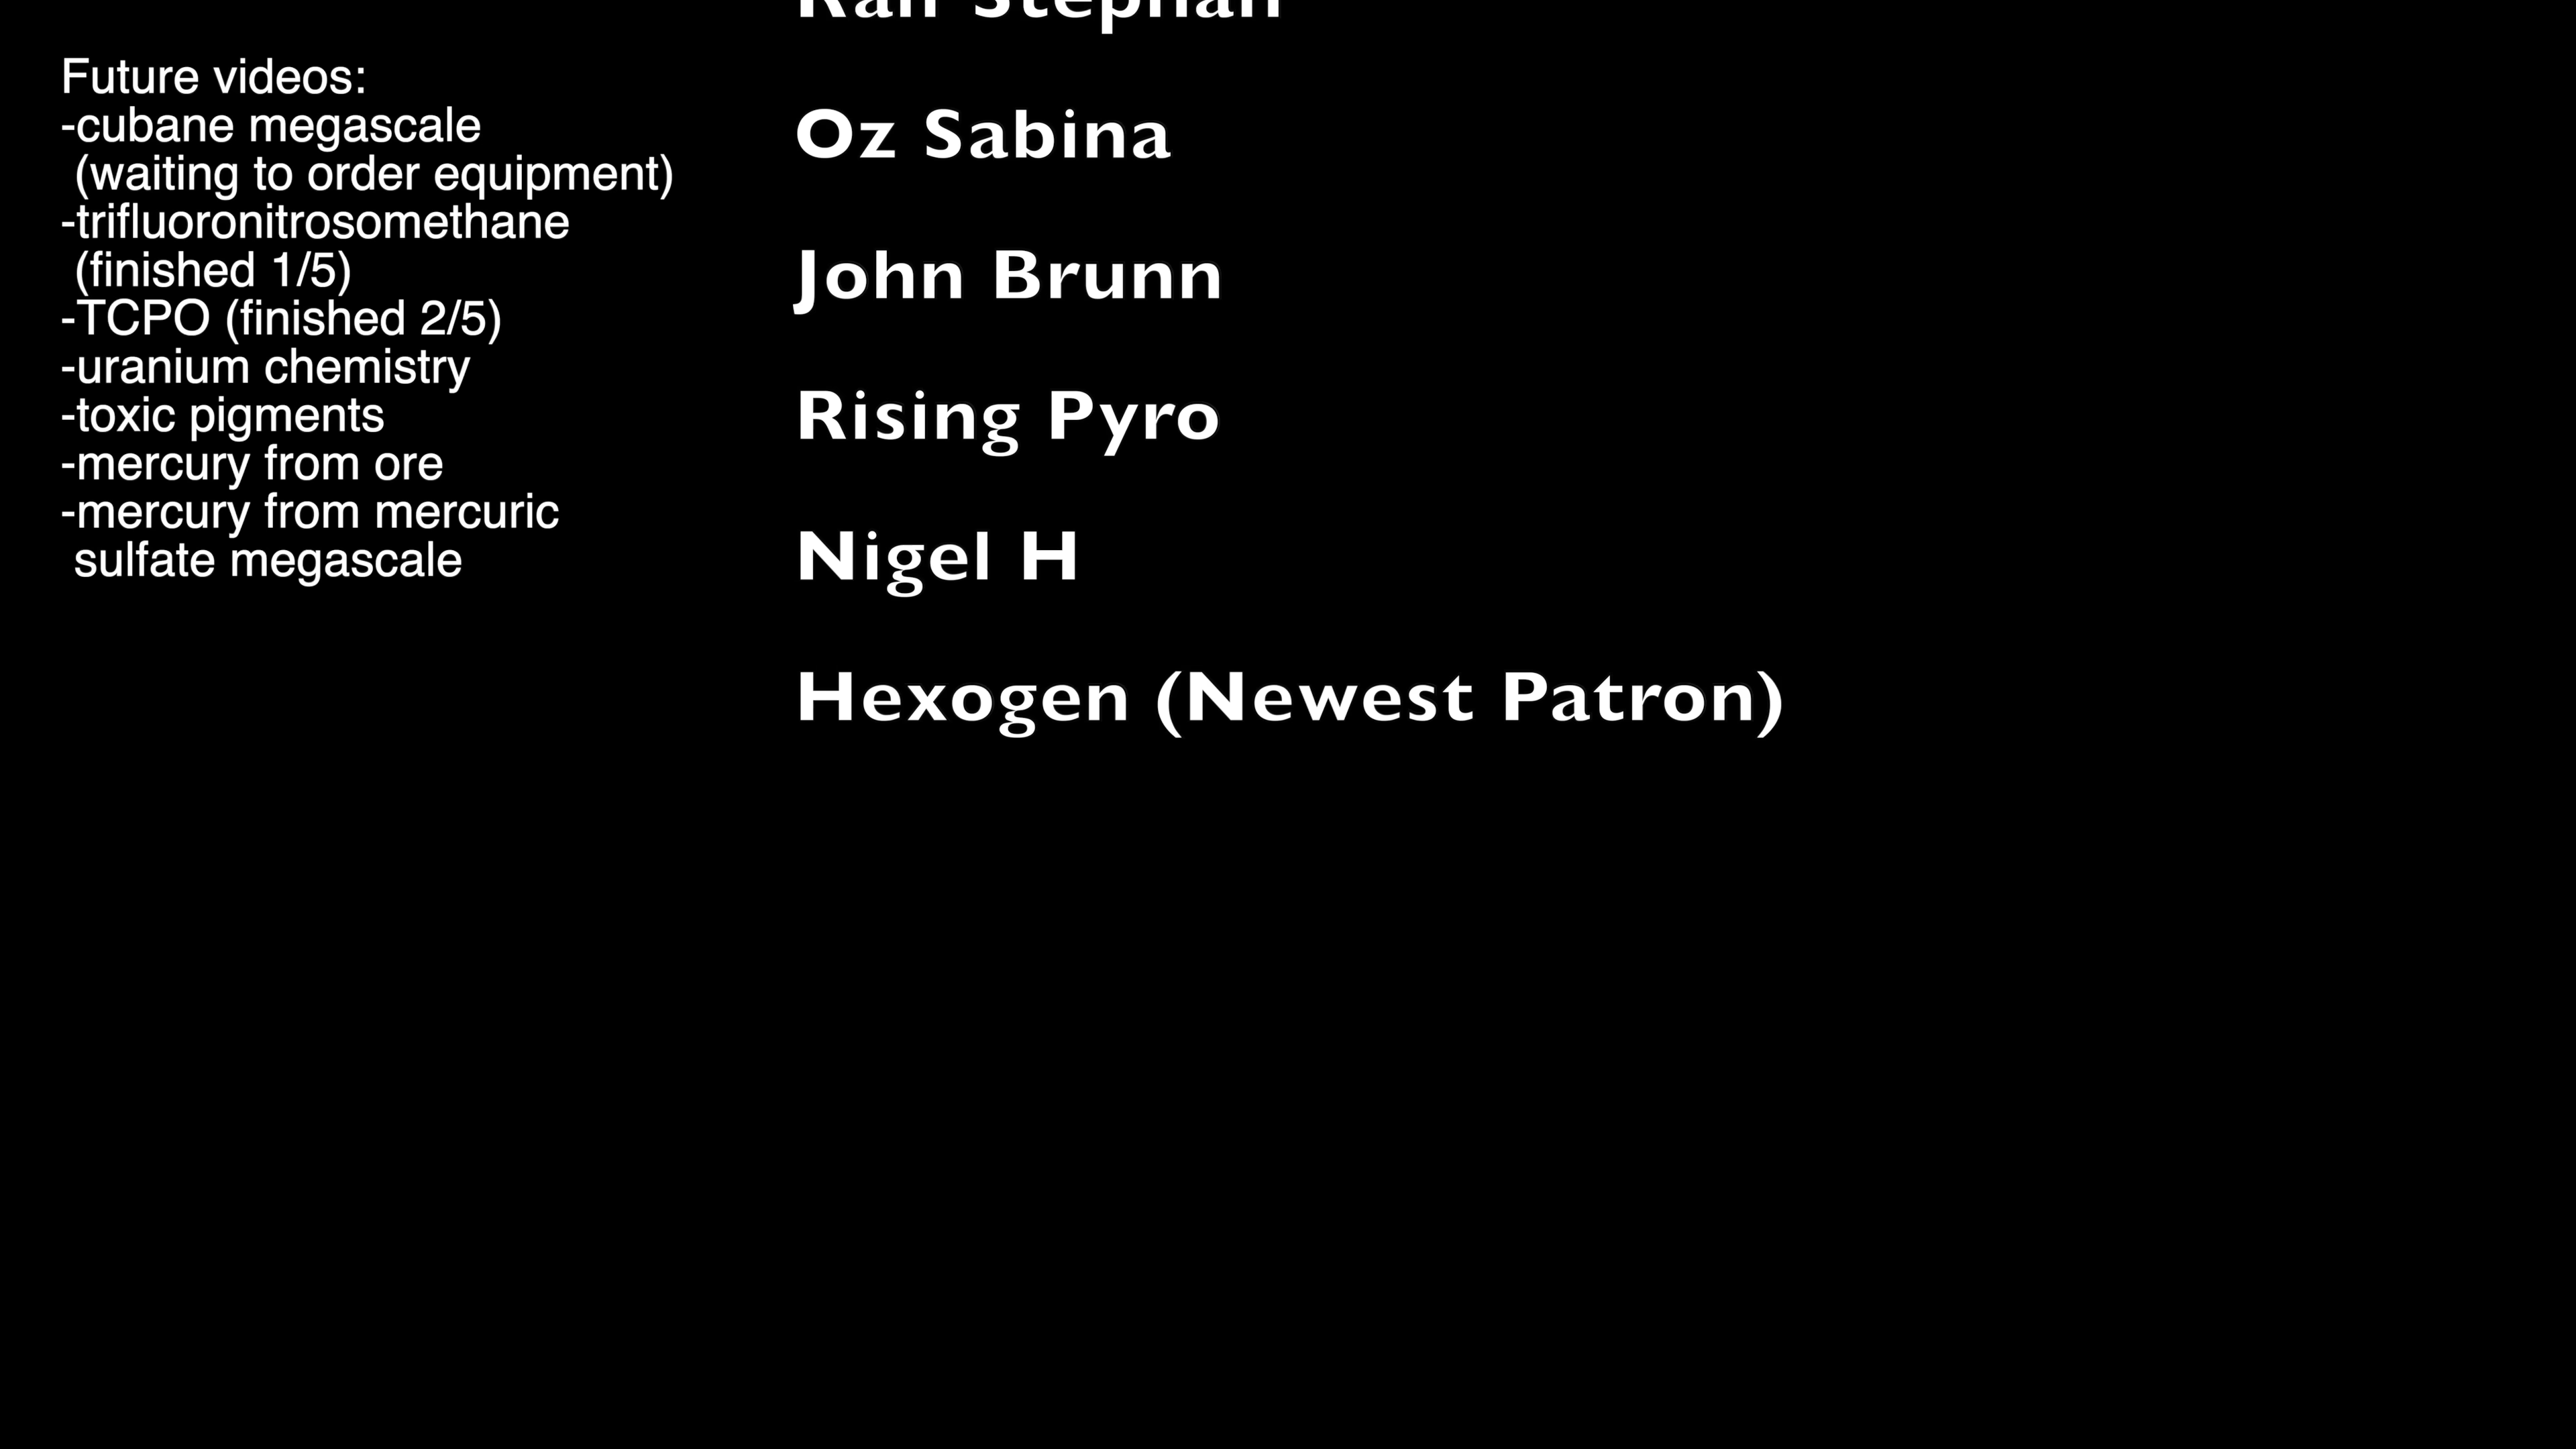 Future videos:
-cubane megascale
(waiting to order equipment)
-trifluoronitrosomethane
(finished 1/5)
-TCPO (finished 2/5)
-uranium chemistry
-toxic pigments
-mercury from ore
-mercury from mercuric
sulfate megascale
Stephan
Oz Sabina
John Brunn
Rising Pyro
Nigel H
Hexogen (Newest Patron)